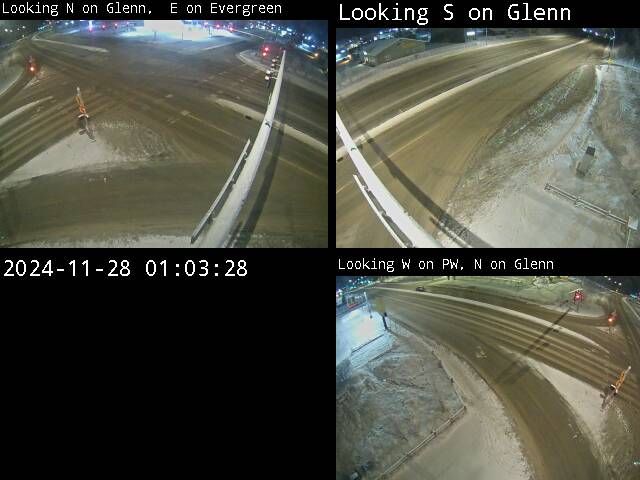 Looking N on Glenn,  E on Evergreen
Looking S on Glenn
2024-11-28 01:03:28
Looking W on PW, N on Glenn